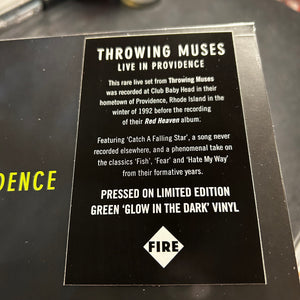 THROWING MUSES
LIVE IN PROVIDENCE
This rare live set from Throwing Muses
was recorded at Club Baby Head in their
hometown of Providence, Rhode Island in the
winter of 1992 before the recording
of their Red Heaven album.
Featuring 'Catch A Falling Star', a song never
recorded elsewhere, and a phenomenal take on
the classics 'Fish', 'Fear' and 'Hate My Way'
from their formative years.
PRESSED ON LIMITED EDITION
GREEN 'GLOW IN THE DARK' VINYL
FIRE
DENCE